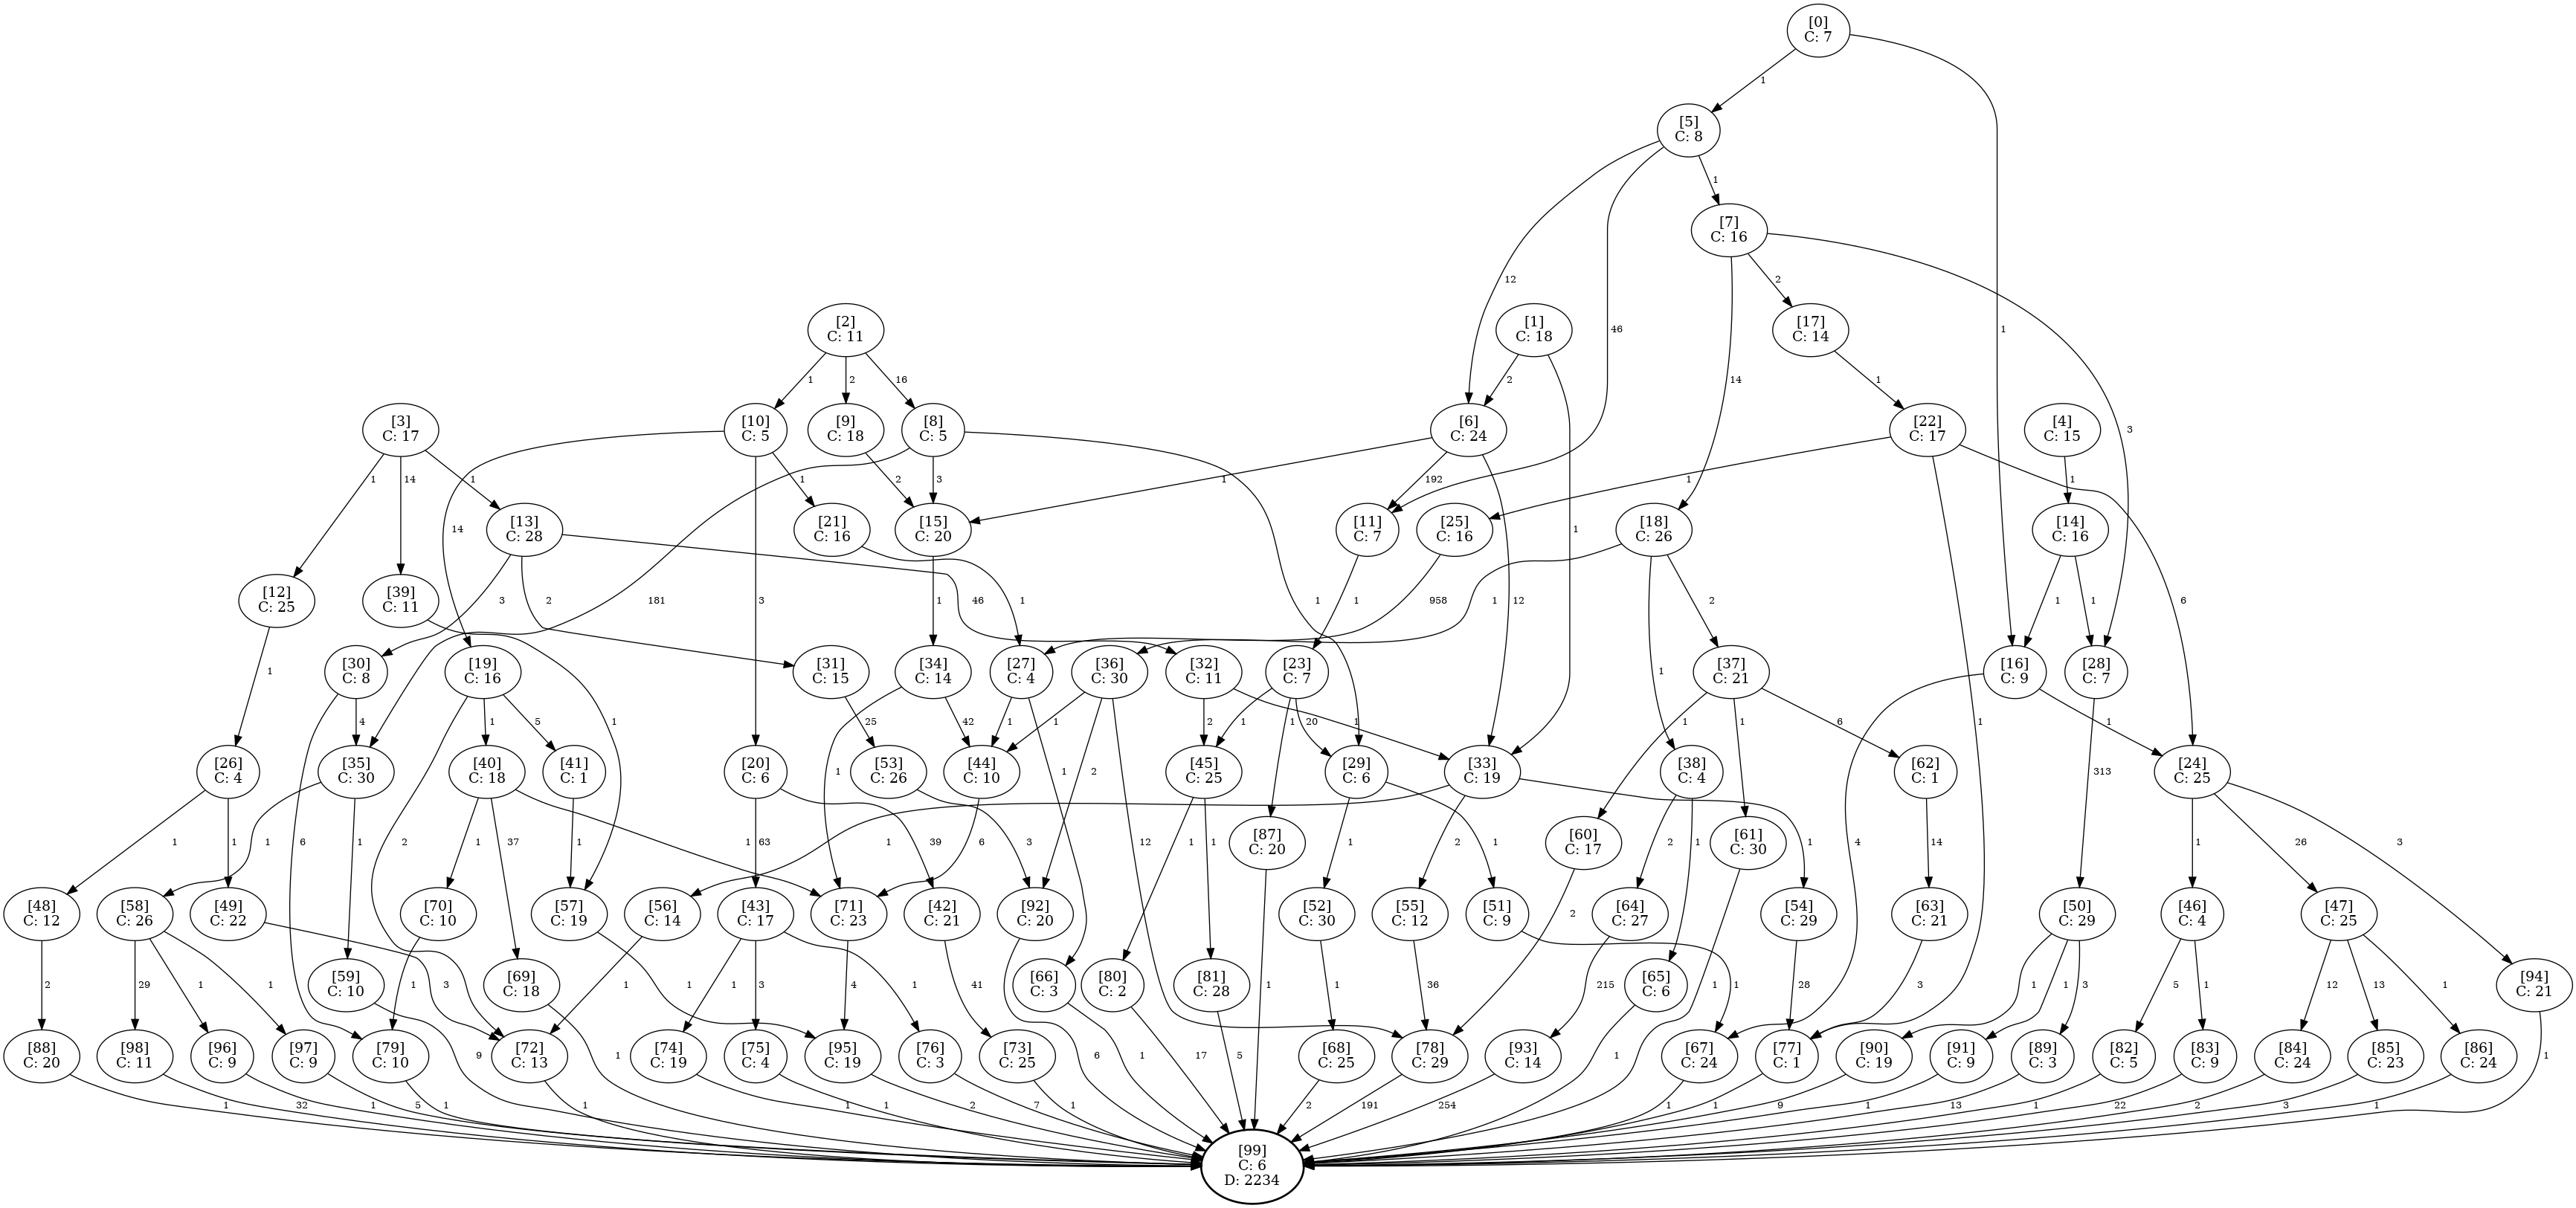 [0]
C: 7
1
[5]
C: 8
1
[7]
C: 16
12
2
[2]
C: 11
[1]
C: 18
46
[17]
C: 14
1
1
2
16
2
14
1
3
[3]
C: 17
[10]
C: 5
[9]
C: 18
[8]
C: 5
[6]
C: 24
[22]
C: 17
[4]
C: 15
1
14
1
1
2
3
192
1
1
1
14
[13]
C: 28
[21]
C: 16
[15]
C: 20
[11]
C: 7
[25]
C: 16
1
[18]
C: 26
[14]
C: 16
[12]
C: 25
[39]
C: 11
3
2
181
3
46
1
1
1
1
12
958
1
2
6
1
1
1
[30]
C: 8
[19]
C: 16
[31]
C: 15
[34]
C: 14
[27]
C: 4
[36]
C: 30
[32]
C: 11
[23]
C: 7
1
[37]
C: 21
[16]
C: 9
[28]
C: 7
4
1
5
1
25
42
1
1
2
1
1
20
1
1
1
6
1
1
313
[26]
C: 4
[35]
C: 30
[40]
C: 18
[41]
C: 1
[20]
C: 6
[53]
C: 26
1
[44]
C: 10
2
[45]
C: 25
[29]
C: 6
[33]
C: 19
[38]
C: 4
[62]
C: 1
[24]
C: 25
1
1
1
1
6
2
1
37
1
1
63
39
6
3
1
12
1
1
1
1
2
1
2
1
14
4
1
26
3
[87]
C: 20
[60]
C: 17
[61]
C: 30
[48]
C: 12
[58]
C: 26
[49]
C: 22
[70]
C: 10
[57]
C: 19
[56]
C: 14
[43]
C: 17
[71]
C: 23
[42]
C: 21
[92]
C: 20
[52]
C: 30
[55]
C: 12
[51]
C: 9
2
[64]
C: 27
[54]
C: 29
[63]
C: 21
[50]
C: 29
[46]
C: 4
[47]
C: 25
2
29
1
1
[59]
C: 10
3
1
[69]
C: 18
1
1
1
3
1
4
41
[66]
C: 3
[80]
C: 2
[81]
C: 28
1
1
36
215
[65]
C: 6
1
1
28
3
1
1
3
5
1
12
13
1
[94]
C: 21
[88]
C: 20
[98]
C: 11
[96]
C: 9
[97]
C: 9
[79]
C: 10
9
[72]
C: 13
1
[74]
C: 19
[75]
C: 4
[95]
C: 19
[76]
C: 3
[73]
C: 25
6
1
17
5
[68]
C: 25
[78]
C: 29
[93]
C: 14
1
[67]
C: 24
[77]
C: 1
[90]
C: 19
[91]
C: 9
[89]
C: 3
[82]
C: 5
[83]
C: 9
[84]
C: 24
[85]
C: 23
[86]
C: 24
1
1
32
1
5
1
1
1
1
2
7
1
2
191
254
1
1
9
1
13
1
22
2
3
1
[99]
C: 6
D: 2234